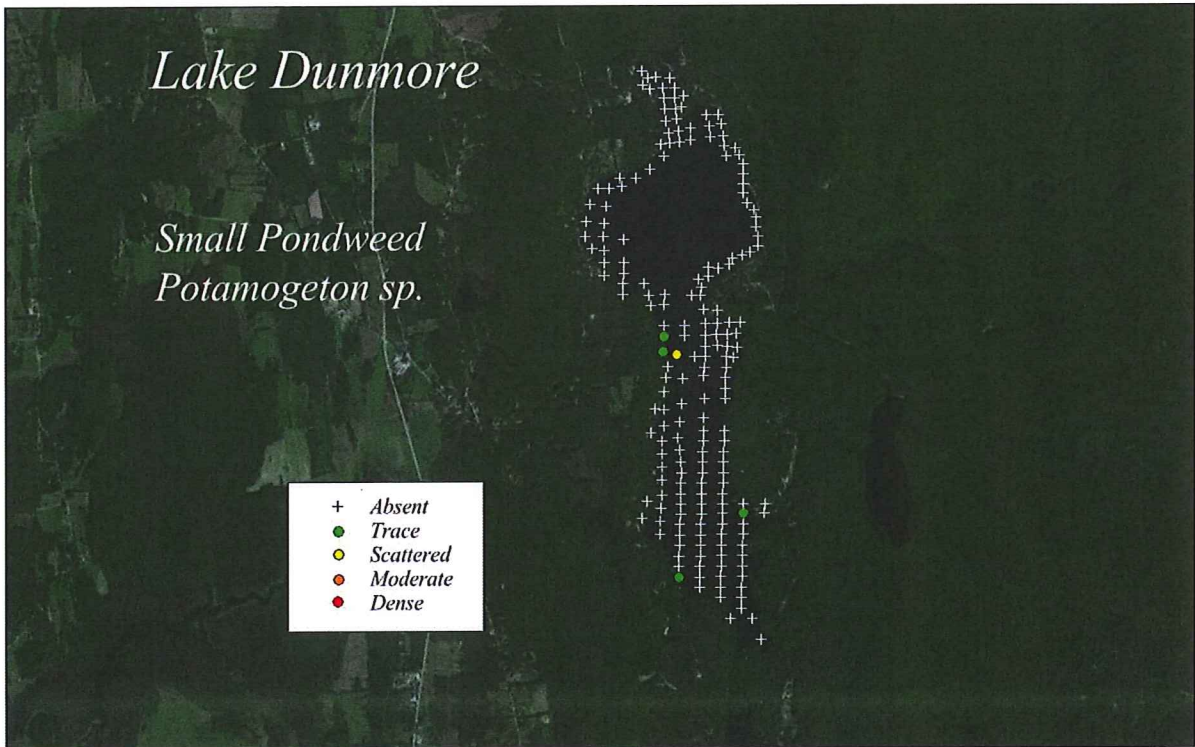 Lake Dunmore
Small Pondweed
Potamogeton sp.
Absent
Trace
Scattered
Moderate
Dense